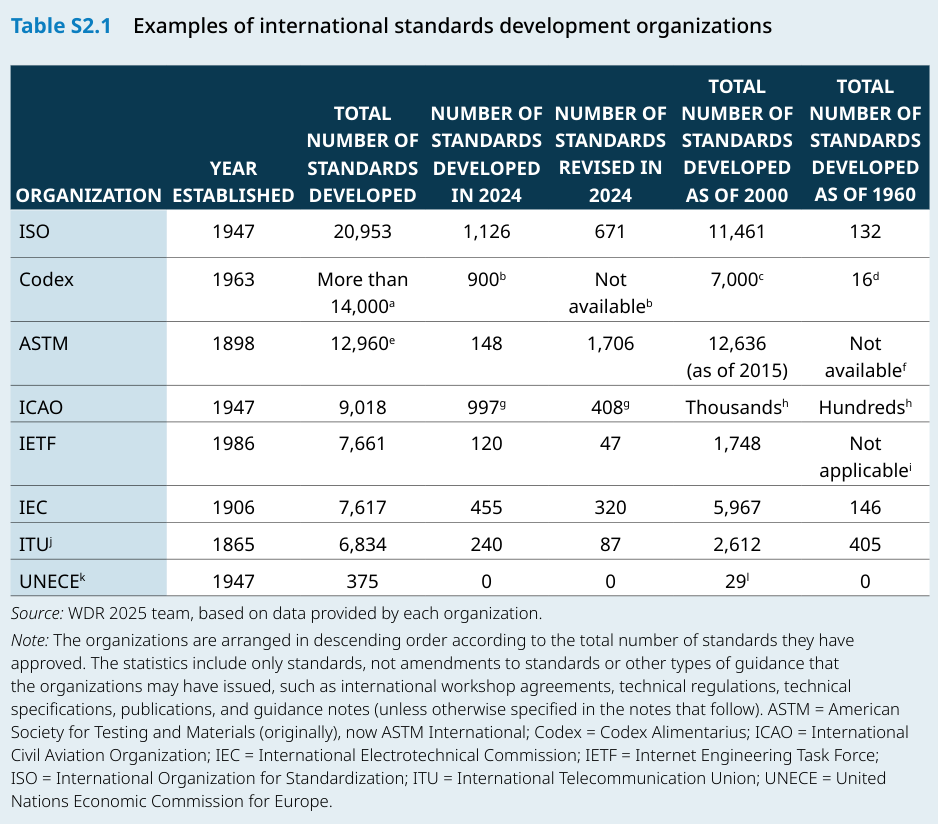 Table S2.1 Examples of international standards development organizations
ORGANIZATION YEAR ESTABLISHED TOTAL NUMBER OF STANDARDS DEVELOPED NUMBER OF STANDARDS DEVELOPED IN 2024 NUMBER OF STANDARDS REVISED IN 2024 TOTAL NUMBER OF STANDARDS DEVELOPED AS OF 2000 TOTAL NUMBER OF STANDARDS DEVELOPED AS OF 1960
ISO 1947 20,953 1,126 671 11,461 132
Codex 1963 More than 14,000ᵃ 900ᵇ Not availableᵇ 7,000ᶜ 16ᵈ
ASTM 1898 12,960ᵉ 148 1,706 12,636 (as of 2015) Not availableᶠ
ICAO 1947 9,018 997ᵍ 408ᵍ Thousandsʰ Hundredsʰ
IETF 1986 7,661 120 47 1,748 Not applicableⁱ
IEC 1906 7,617 455 320 5,967 146
ITUʲ 1865 6,834 240 87 2,612 405
UNECEᵏ 1947 375 0 0 29ˡ 0
Source: WDR 2025 team, based on data provided by each organization.
Note: The organizations are arranged in descending order according to the total number of standards they have
approved. The statistics include only standards, not amendments to standards or other types of guidance that
the organizations may have issued, such as international workshop agreements, technical regulations, technical
specifications, publications, and guidance notes (unless otherwise specified in the notes that follow). ASTM = American
Society for Testing and Materials (originally), now ASTM International; Codex = Codex Alimentarius; ICAO = International
Civil Aviation Organization; IEC = International Electrotechnical Commission; IETF = Internet Engineering Task Force;
ISO = International Organization for Standardization; ITU = International Telecommunication Union; UNECE = United
Nations Economic Commission for Europe.